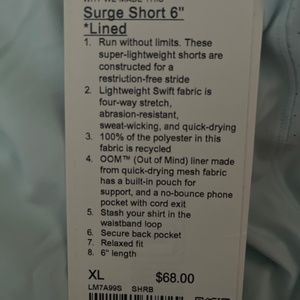 WHY WE MADE THIS
Surge Short 6"
*Lined
1. Run without limits. These
super-lightweight shorts are
constructed for a
restriction-free stride
2. Lightweight Swift fabric is
four-way stretch,
abrasion-resistant,
sweat-wicking, and quick-drying
3. 100% of the polyester in this
fabric is recycled
4. OOM™ (Out of Mind) liner made
from quick-drying mesh fabric
has a built-in pouch for
support, and a no-bounce phone
pocket with cord exit
5. Stash your shirt in the
waistband loop
6. Secure back pocket
7. Relaxed fit
8. 6" length
XL $68.00
LM7A99S SHRB